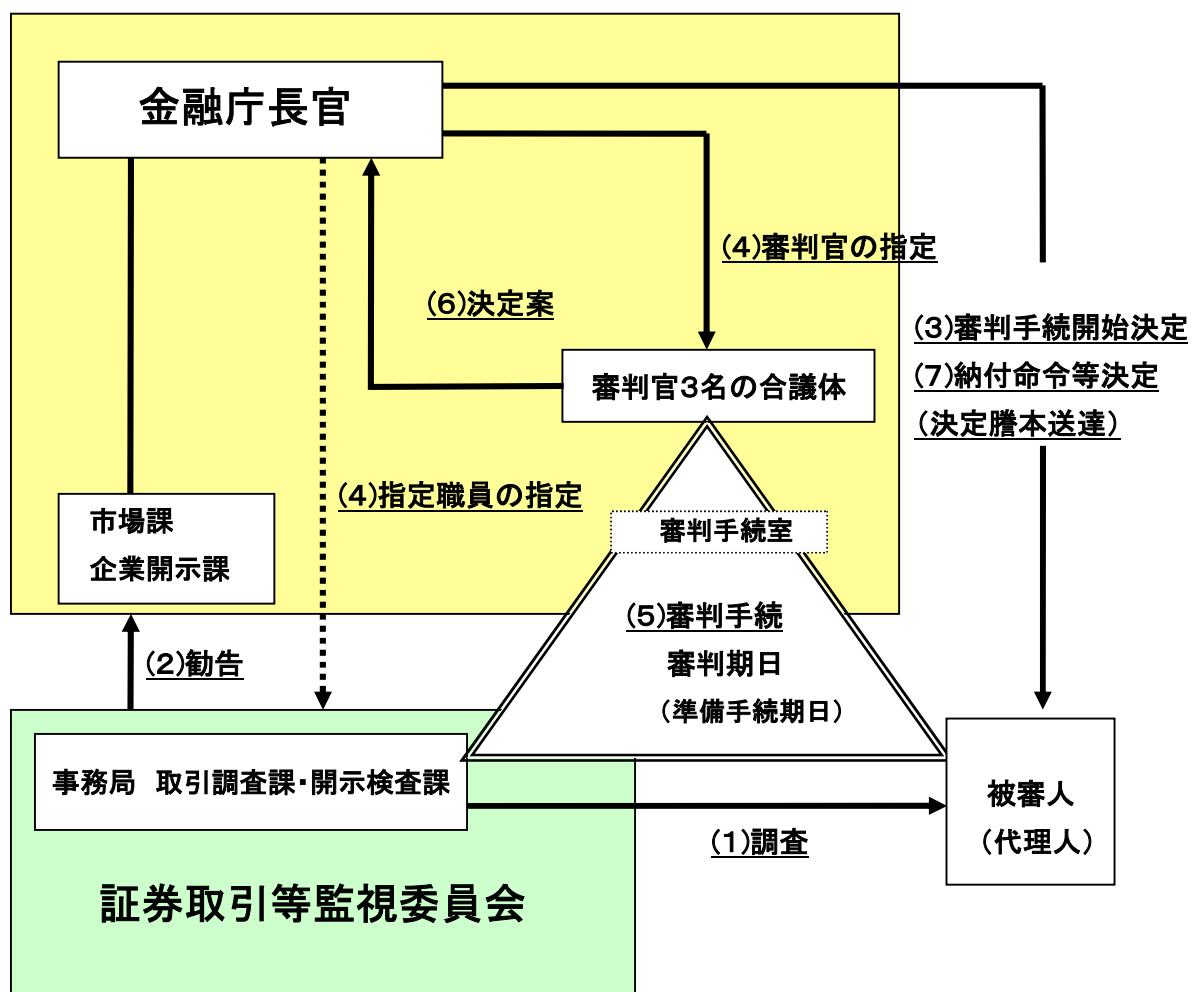 金融庁長官
(4)審判官の指定
(6)決定案
(3)審判手続開始決定
(7)納付命令等決定
（決定謄本送達）
審判官３名の合議体
(4)指定職員の指定
市場課
企業開示課
審判手続室
(5)審判手続
審判期日
（準備手続期日）
(2)勧告
事務局　取引調査課・開示検査課
被審人
（代理人）
(1)調査
証券取引等監視委員会